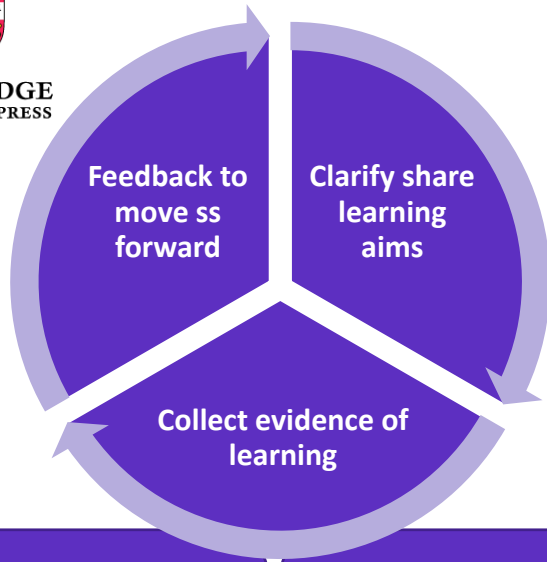 DGE
PRESS
Feedback to
move ss
forward
Clarify share
learning
aims
Collect evidence of
learning